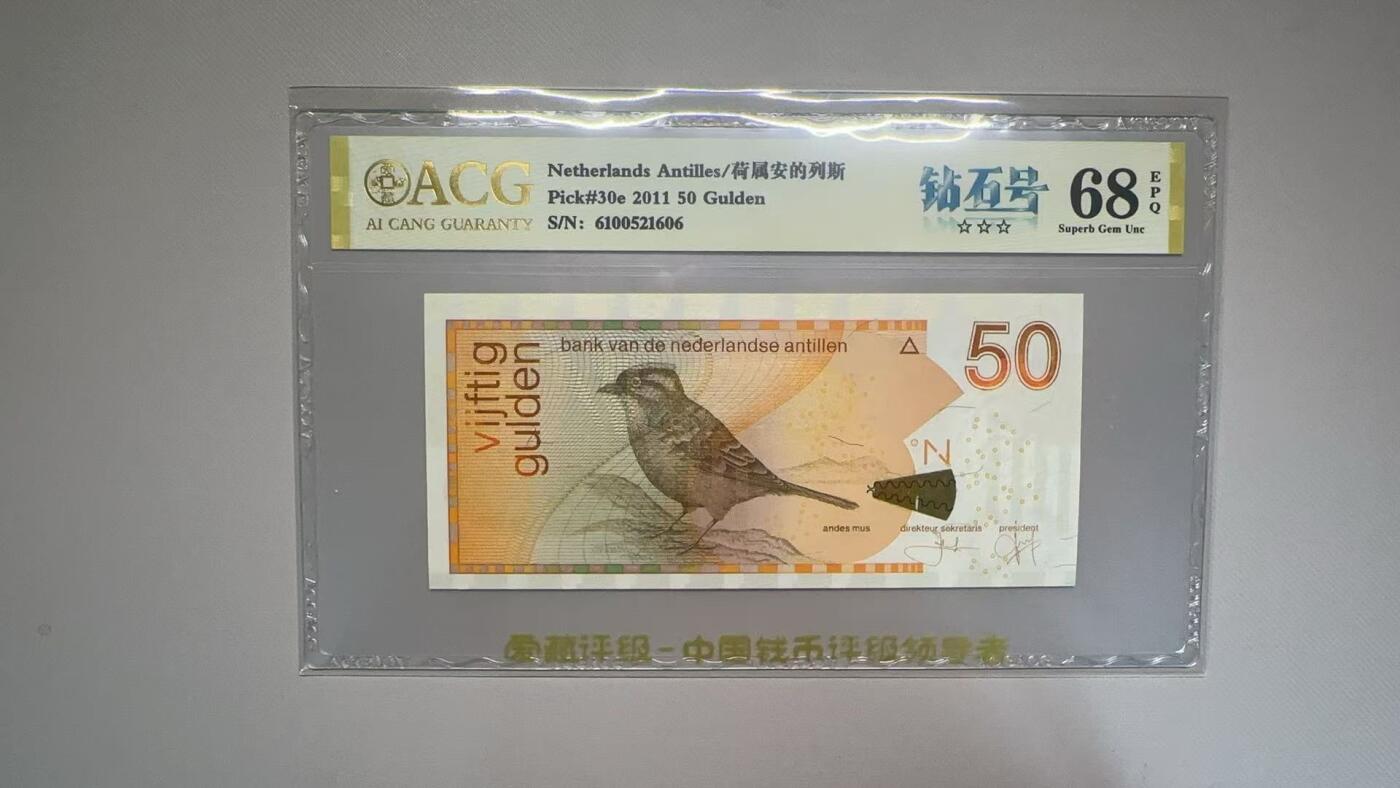 ACG
AI CANG GUARANTY
Netherlands Antilles/荷属安的列斯
Pick#30e 2011 50 Gulden
S/N: 6100521606
钻石号
☆☆☆
68
EPQ
Superb Gem Unc
vijftig
gulden
bank van de nederlandse antillen
50
N
andes mus
direkteur sekretaris
president
爱藏评级-中国钱币评级领导者